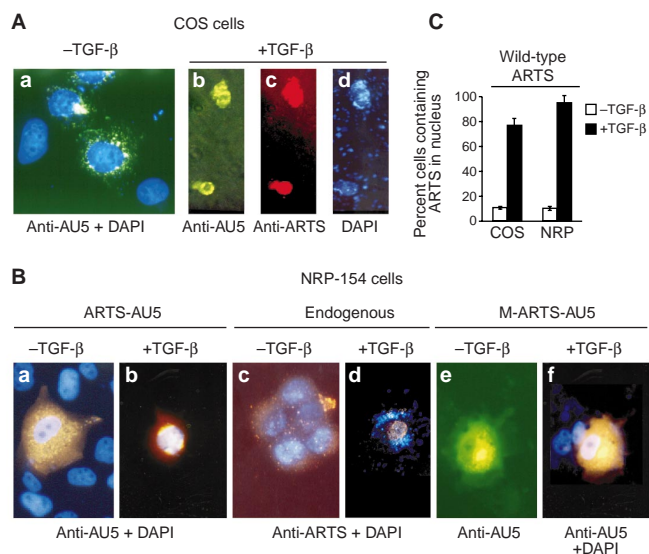 A
COS cells
–TGF-β
+TGF-β
a
b
c
d
Anti-AU5 + DAPI
Anti-AU5
Anti-ARTS
DAPI
C
Wild-type
ARTS
Percent cells containing
ARTS in nucleus
100
80
60
40
20
0
–TGF-β
+TGF-β
COS
NRP
B
NRP-154 cells
ARTS-AU5
Endogenous
M-ARTS-AU5
–TGF-β
+TGF-β
–TGF-β
+TGF-β
–TGF-β
+TGF-β
a
b
c
d
e
f
Anti-AU5 + DAPI
Anti-ARTS + DAPI
Anti-AU5
Anti-AU5
+DAPI